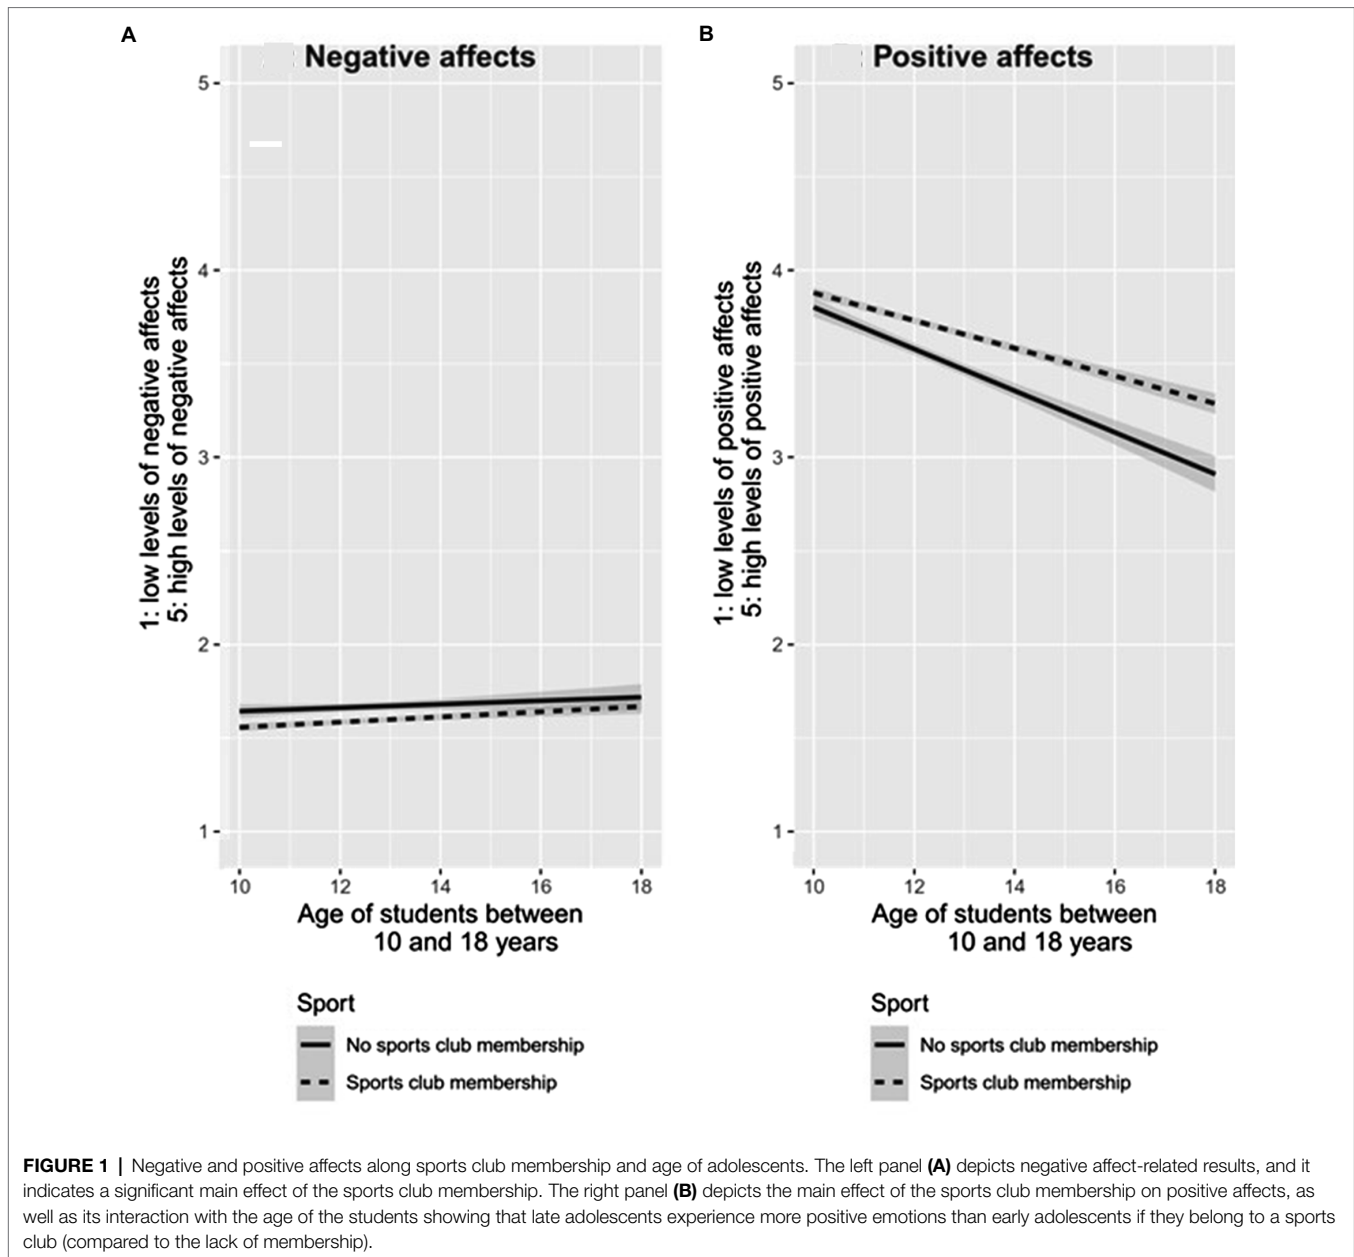 A
Negative affects
5
4
3
2
1
1: low levels of negative affects
5: high levels of negative affects
10 12 14 16 18
Age of students between
10 and 18 years
Sport
No sports club membership
Sports club membership
B
Positive affects
5
4
3
2
1
1: low levels of positive affects
5: high levels of positive affects
10 12 14 16 18
Age of students between
10 and 18 years
Sport
No sports club membership
Sports club membership
FIGURE 1 | Negative and positive affects along sports club membership and age of adolescents. The left panel (A) depicts negative affect-related results, and it
indicates a significant main effect of the sports club membership. The right panel (B) depicts the main effect of the sports club membership on positive affects, as
well as its interaction with the age of the students showing that late adolescents experience more positive emotions than early adolescents if they belong to a sports
club (compared to the lack of membership).